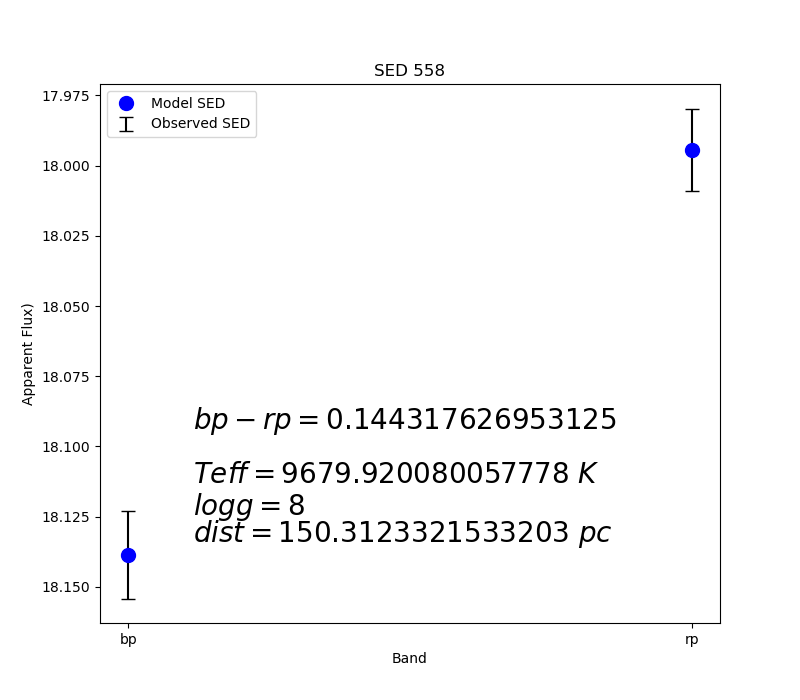 SED 558
Model SED
Observed SED
17.975
18.000
18.025
18.050
18.075
18.100
18.125
18.150
Apparent Flux)
bp − rp = 0.144317626953125
Teff = 9679.920080057778 K
logg = 8
dist = 150.3123321533203 pc
bp
rp
Band